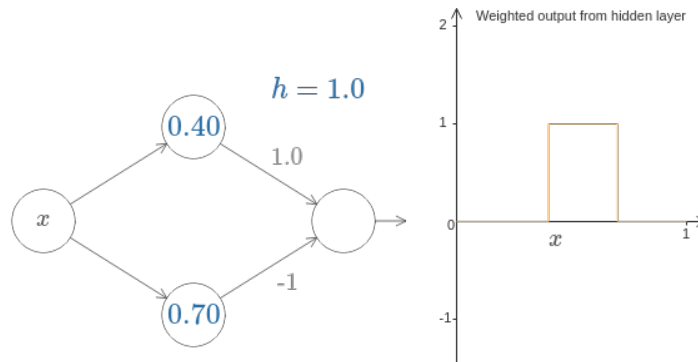 h = 1.0
0.40
1.0
x
-1
0.70
Weighted output from hidden layer
2
1
0
x
1
-1